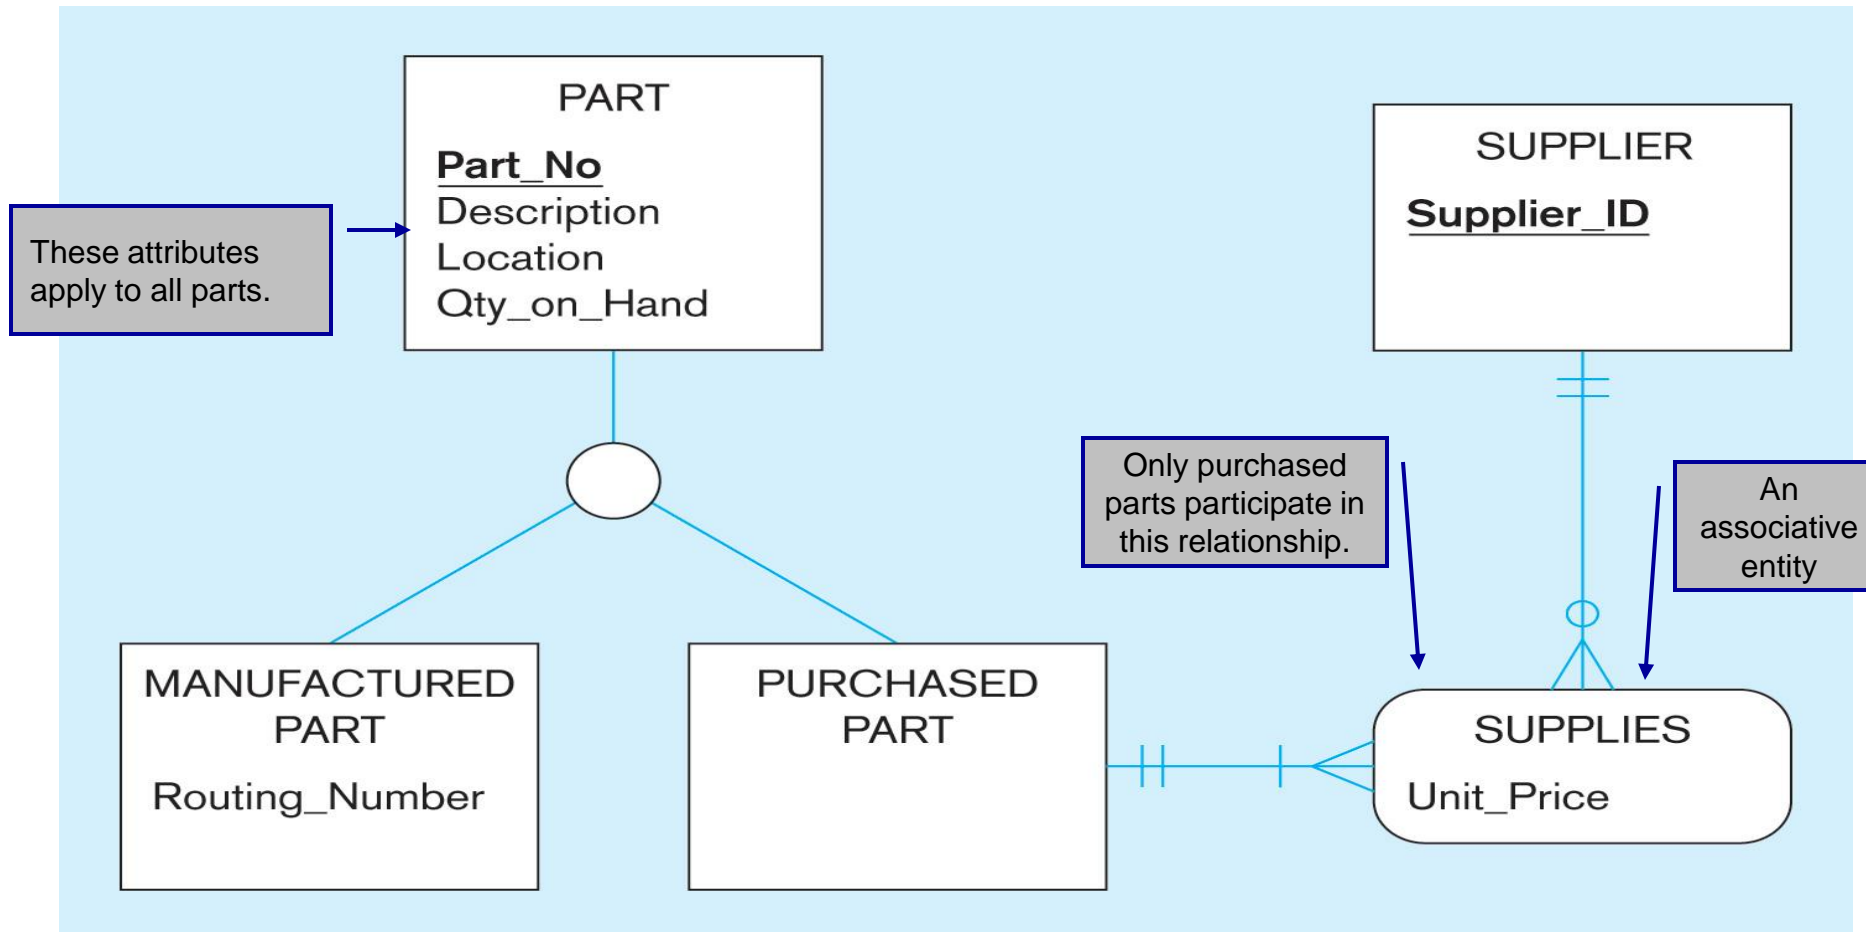 PART
Part_No
Description
Location
Qty_on_Hand
These attributes
apply to all parts.
SUPPLIER
Supplier_ID
Only purchased
parts participate in
this relationship.
An
associative
entity
MANUFACTURED
PART
Routing_Number
PURCHASED
PART
SUPPLIES
Unit_Price